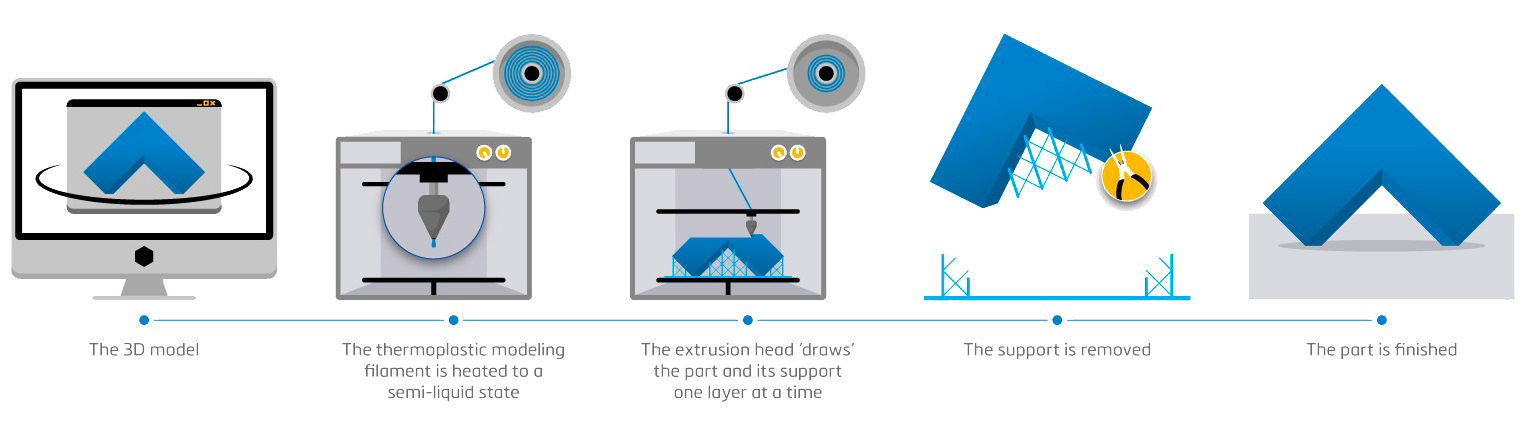 The 3D model
The thermoplastic modeling
filament is heated to a
semi-liquid state
The extrusion head ‘draws’
the part and its support
one layer at a time
The support is removed
The part is finished